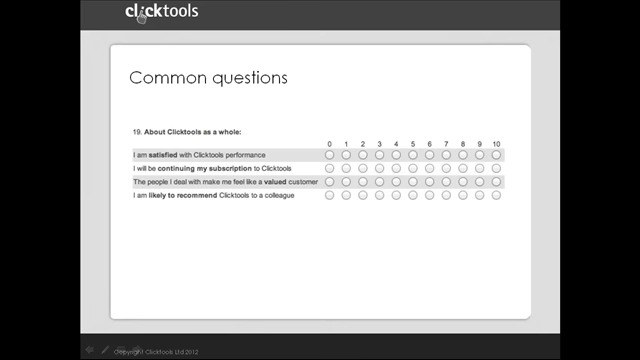 clicktools
Common questions
19. About Clicktools as a whole:
0 1 2 3 4 5 6 7 8 9 10
I am satisfied with Clicktools performance
I will be continuing my subscription to Clicktools
The people I deal with make me feel like a valued customer
I am likely to recommend Clicktools to a colleague
Copyright Clicktools Ltd 2012